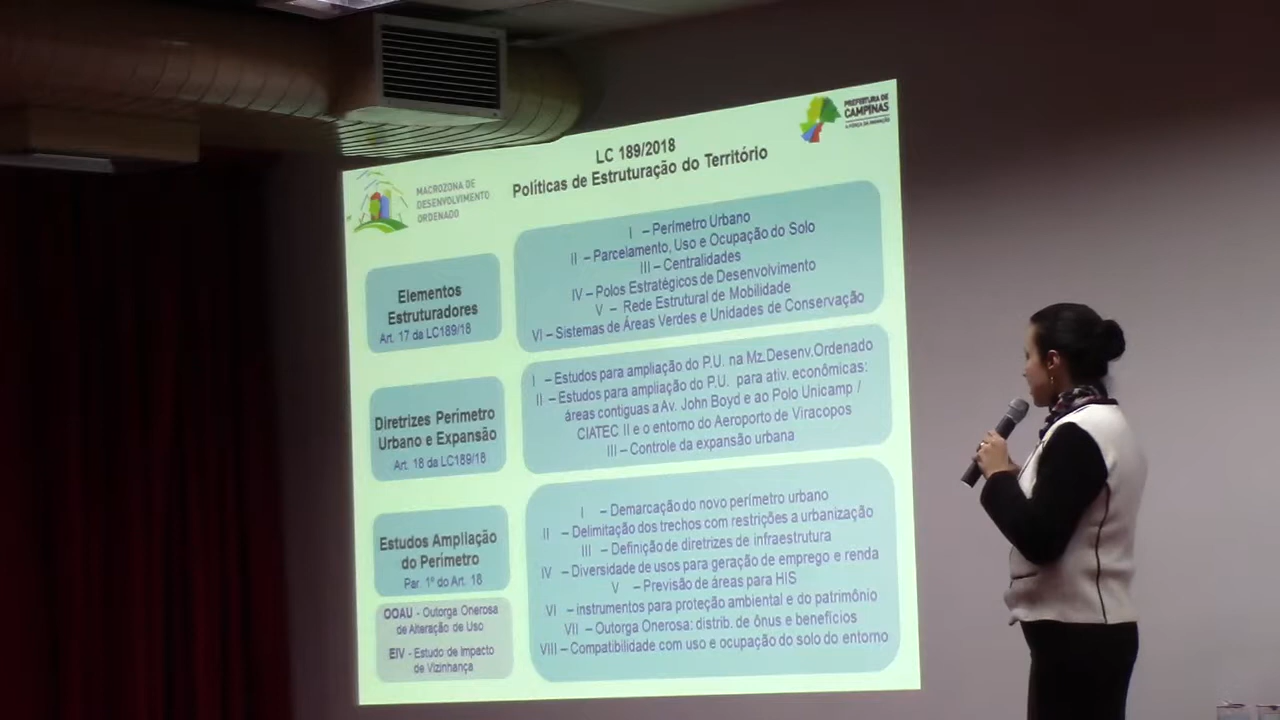 PREFEITURA DE
CAMPINAS
MACROZONA DE
DESENVOLVIMENTO
ORDENADO
LC 189/2018
Políticas de Estruturação do Território
Elementos
Estruturadores
Art. 17 da LC189/18
I – Perímetro Urbano
II – Parcelamento, Uso e Ocupação do Solo
III – Centralidades
IV – Polos Estratégicos de Desenvolvimento
V – Rede Estrutural de Mobilidade
VI – Sistemas de Áreas Verdes e Unidades de Conservação
Diretrizes Perímetro
Urbano e Expansão
Art. 18 da LC189/18
I – Estudos para ampliação do P.U. na Mz.Desenv.Ordenado
II – Estudos para ampliação do P.U. para ativ. econômicas:
áreas contiguas a Av. John Boyd e ao Polo Unicamp /
CIATEC II e o entorno do Aeroporto de Viracopos
III – Controle da expansão urbana
Estudos Ampliação
do Perímetro
Par. 1º do Art. 18
I – Demarcação do novo perímetro urbano
II – Delimitação dos trechos com restrições a urbanização
III – Definição de diretrizes de infraestrutura
IV – Diversidade de usos para geração de emprego e renda
V – Previsão de áreas para HIS
VI – instrumentos para proteção ambiental e do patrimônio
VII – Outorga Onerosa: distrib. de ônus e benefícios
VIII – Compatibilidade com uso e ocupação do solo do entorno
OOAU - Outorga Onerosa
de Alteração de Uso
EIV - Estudo de Impacto
de Vizinhança